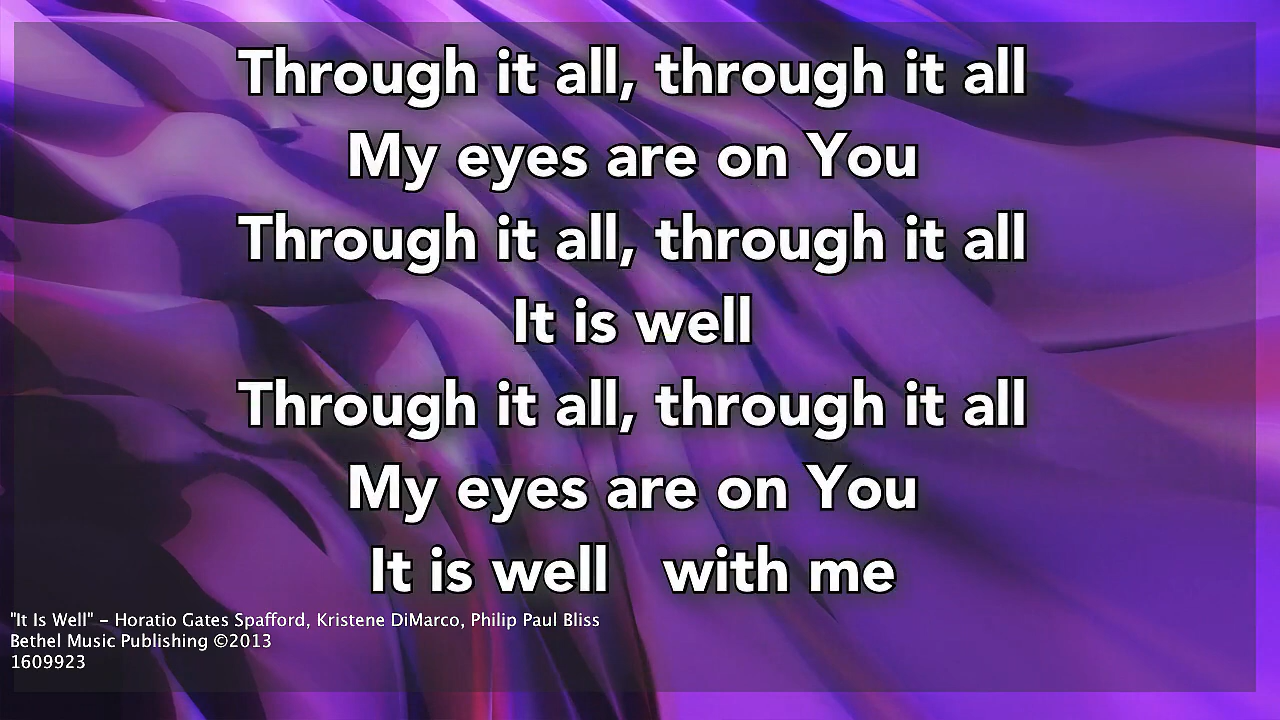 Through it all, through it all
My eyes are on You
Through it all, through it all
It is well
Through it all, through it all
My eyes are on You
It is well with me
"It Is Well" – Horatio Gates Spafford, Kristene DiMarco, Philip Paul Bliss
Bethel Music Publishing ©2013
1609923